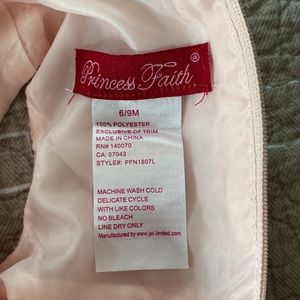 Princess Faith ®
6/9M
100% POLYESTER
EXCLUSIVE OF TRIM
MADE IN CHINA
RN# 140070
CA: 07043
STYLE#: PFN1807L
MACHINE WASH COLD
DELICATE CYCLE
WITH LIKE COLORS
NO BLEACH
LINE DRY ONLY
Manufactured by www.jet-limited.com